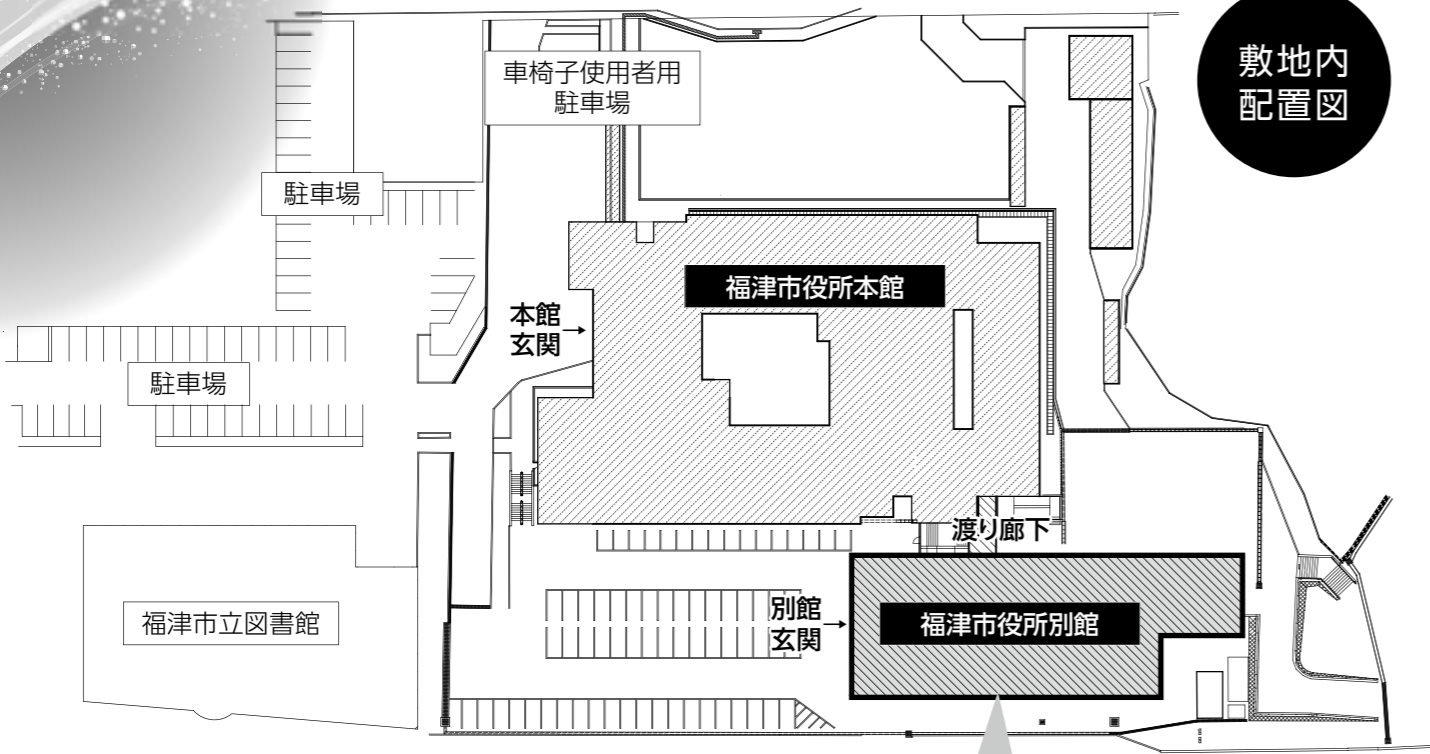 敷地内
配置図
車椅子使用者用
駐車場
駐車場
福津市役所本館
本館
玄関→
駐車場
渡り廊下
別館
玄関→
福津市役所別館
福津市立図書館